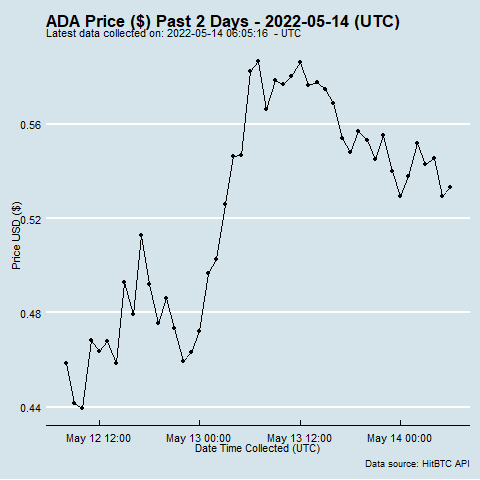 ADA Price ($) Past 2 Days - 2022-05-14 (UTC)
Latest data collected on: 2022-05-14 06:05:16 - UTC
Price USD ($)
0.56
0.52
0.48
0.44
May 12 12:00
May 13 00:00
May 13 12:00
May 14 00:00
Date Time Collected (UTC)
Data source: HitBTC API